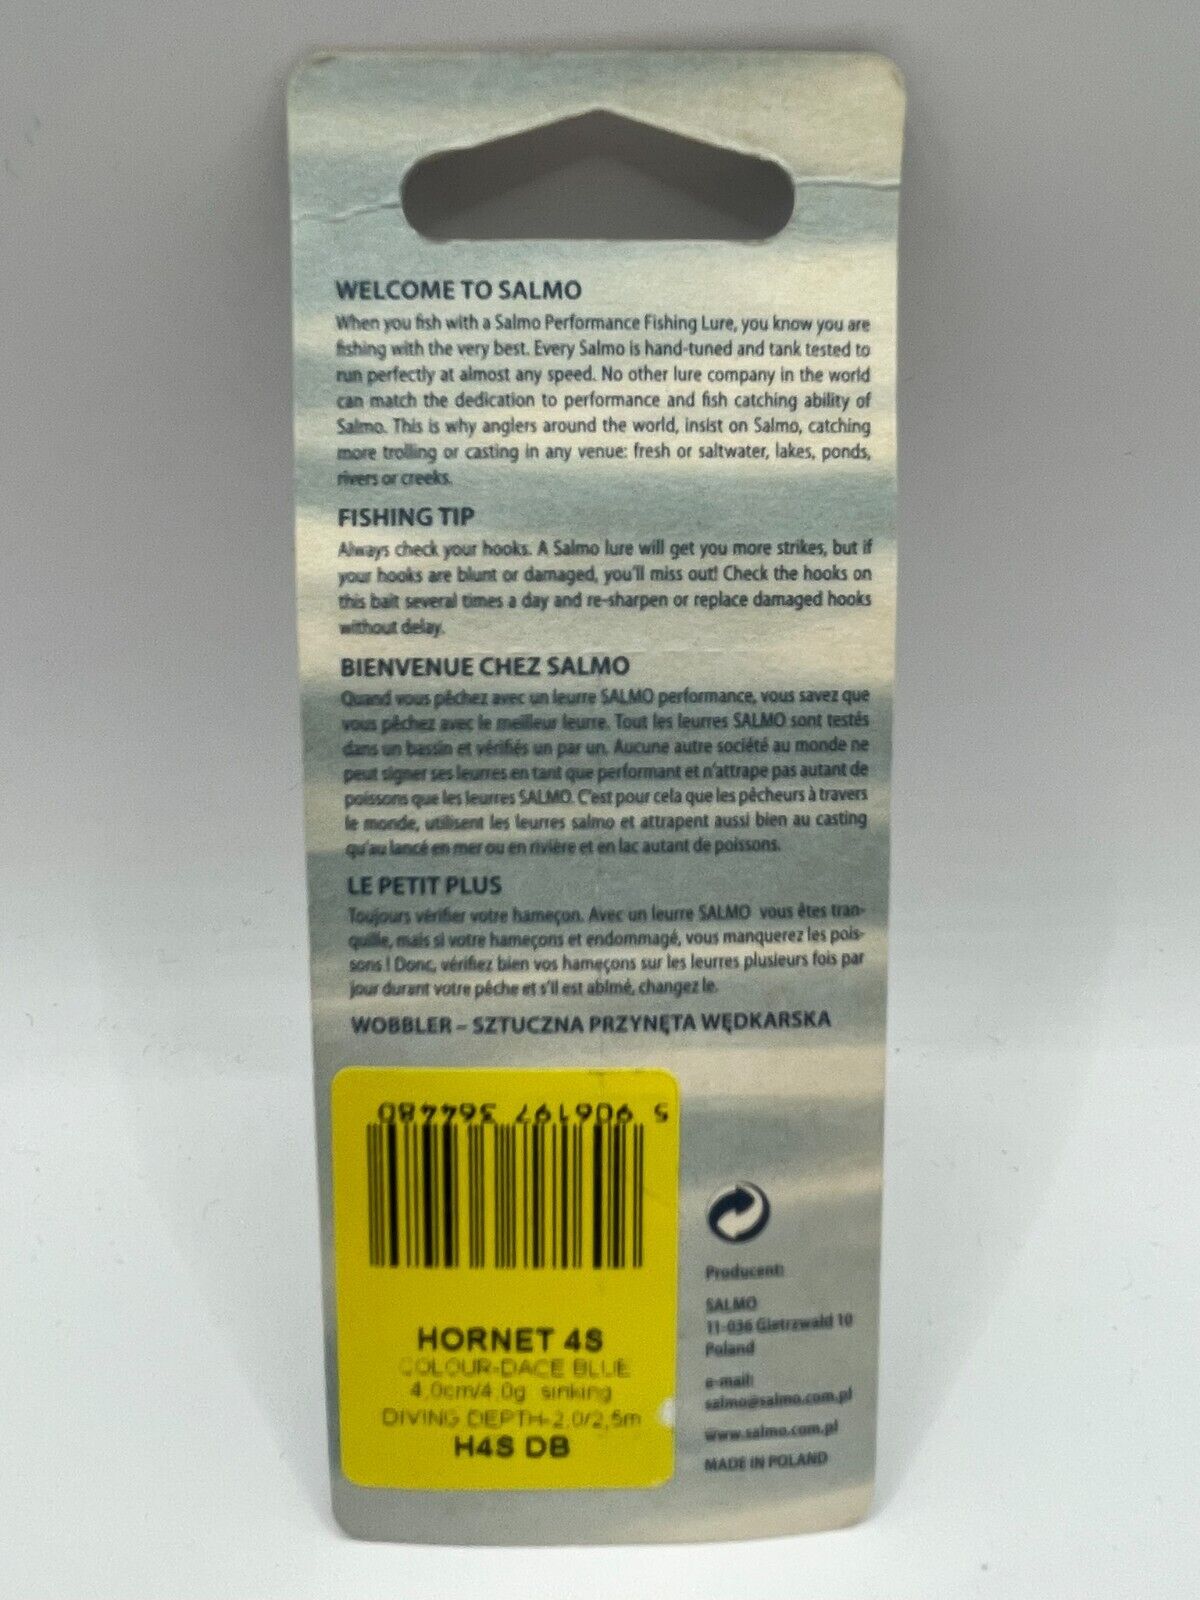 WELCOME TO SALMO
When you fish with a Salmo Performance Fishing Lure, you know you are
fishing with the very best. Every Salmo is hand-tuned and tank tested to
run perfectly at almost any speed. No other lure company in the world
can match the dedication to performance and fish catching ability of
Salmo. This is why anglers around the world, insist on Salmo, catching
more trolling or casting in any venue: fresh or saltwater, lakes, ponds,
rivers or creeks.
FISHING TIP
Always check your hooks. A Salmo lure will get you more strikes, but if
your hooks are blunt or damaged, you'll miss out! Check the hooks on
this bait several times a day and re-sharpen or replace damaged hooks
without delay.
BIENVENUE CHEZ SALMO
Quand vous pêchez avec un leurre SALMO performance, vous savez que
vous pêchez avec le meilleur leurre. Tout les leurres SALMO sont testés
dans un bassin et vérifiés un par un. Aucune autre société au monde ne
peut signer ses leurres en tant que performant et n'attrape pas autant de
poissons que les leurres SALMO. C'est pour cela que les pêcheurs à travers
le monde, utilisent les leurres salmo et attrapent aussi bien au casting
qu'au lancé en mer ou en rivière et en lac autant de poissons.
LE PETIT PLUS
Toujours vérifier votre hameçon. Avec un leurre SALMO vous êtes tran-
quille, mais si votre hameçons et endommagé, vous manquerez les pois-
sons ! Donc, vérifiez bien vos hameçons sur les leurres plusieurs fois par
jour durant votre pêche et s'il est abîmé, changez le.
WOBBLER – SZTUCZNA PRZYNĘTA WĘDKARSKA
5 906197 364480
HORNET 4S
COLOUR-DACE BLUE
4,0cm/4,0g sinking
DIVING DEPTH-2,0/2,5m
H4S DB
Producent:
SALMO
11-036 Gietrzwald 10
Poland
e-mail:
salmo@salmo.com.pl
www.salmo.com.pl
MADE IN POLAND